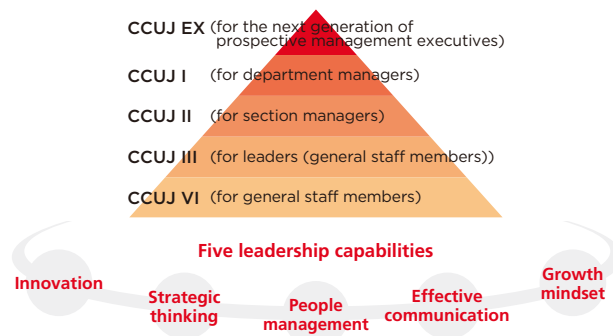 CCUJ EX (for the next generation of
prospective management executives)
CCUJ I (for department managers)
CCUJ II (for section managers)
CCUJ III (for leaders (general staff members))
CCUJ VI (for general staff members)
Five leadership capabilities
Innovation
Strategic
thinking
People
management
Effective
communication
Growth
mindset